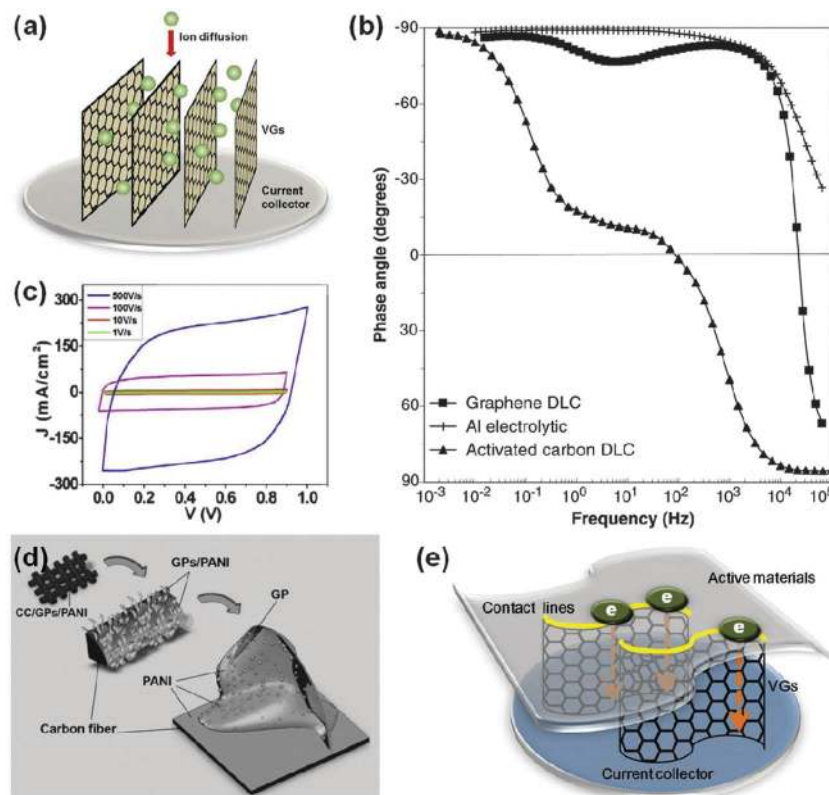 (a)
Ion diffusion
VGs
Current
collector
(b)
Phase angle (degrees)
-90
-60
-30
0
30
60
90
Graphene DLC
Al electrolytic
Activated carbon DLC
10⁻³ 10⁻² 10⁻¹ 10⁰ 10¹ 10² 10³ 10⁴ 10⁵
Frequency (Hz)
(c)
J (mA/cm²)
300
150
0
-150
-300
500V/s
100V/s
10V/s
1V/s
0.0 0.2 0.4 0.6 0.8 1.0
V (V)
(d)
CC/GPs/PANI
GPs/PANI
GP
PANI
Carbon fiber
(e)
Active materials
Contact lines
e
e
e
VGs
Current collector